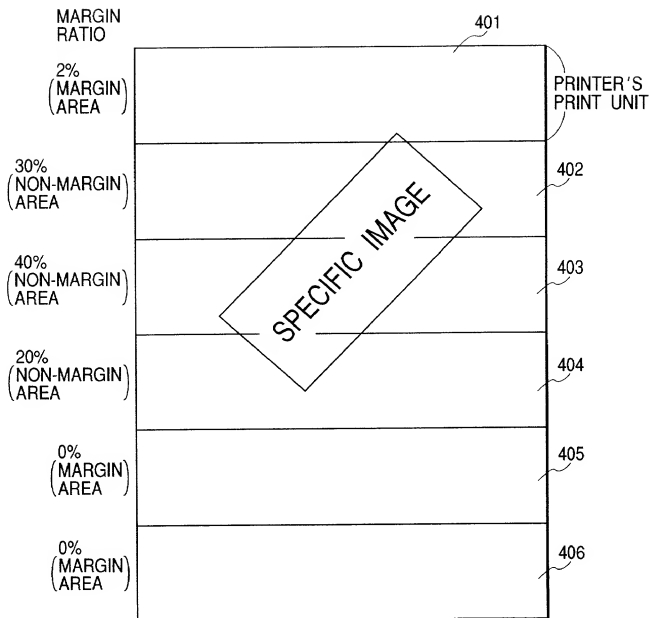 MARGIN
RATIO
401
2%
(MARGIN
AREA)
PRINTER'S
PRINT UNIT
30%
(NON-MARGIN
AREA)
402
SPECIFIC IMAGE
40%
(NON-MARGIN
AREA)
403
20%
(NON-MARGIN
AREA)
404
0%
(MARGIN
AREA)
405
0%
(MARGIN
AREA)
406